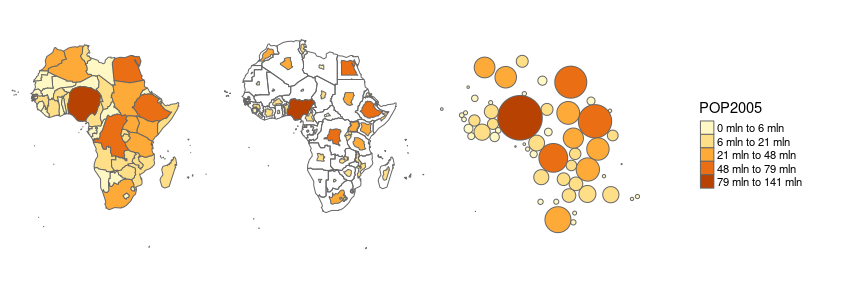 POP2005
0 mln to 6 mln
6 mln to 21 mln
21 mln to 48 mln
48 mln to 79 mln
79 mln to 141 mln